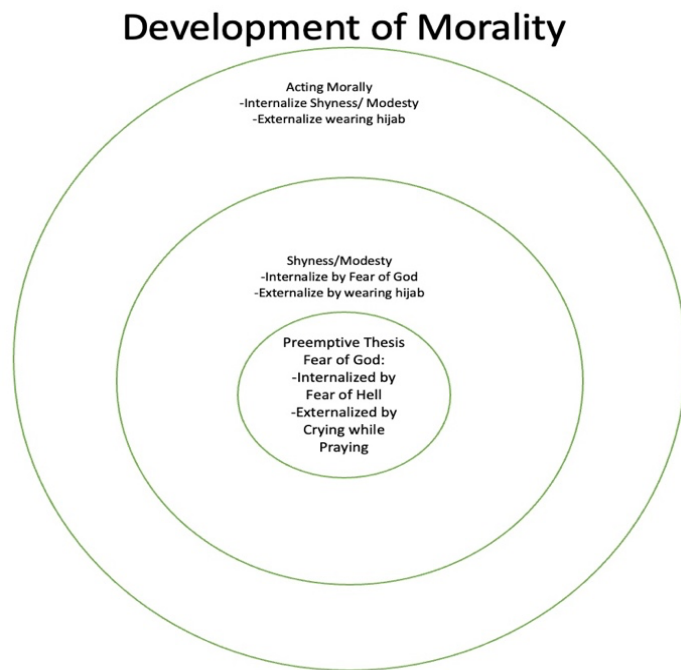 Development of Morality
Acting Morally
-Internalize Shyness/ Modesty
-Externalize wearing hijab
Shyness/Modesty
-Internalize by Fear of God
-Externalize by wearing hijab
Preemptive Thesis
Fear of God:
-Internalized by
Fear of Hell
-Externalized by
Crying while
Praying